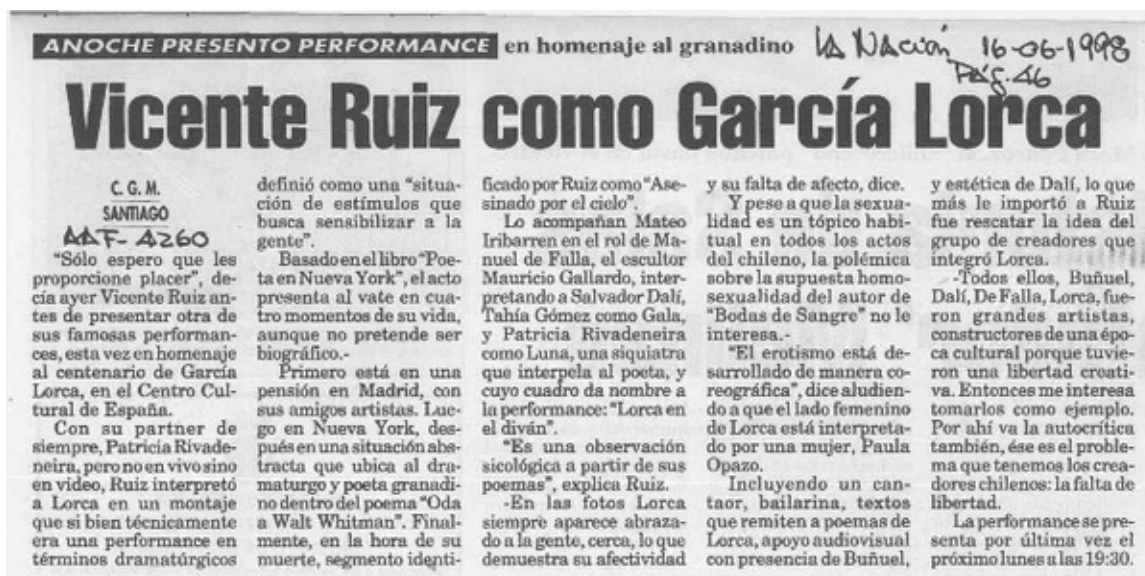 ANOCHE PRESENTO PERFORMANCE en homenaje al granadino
LA NACIÓN 16-06-1998
PÁg. 46
Vicente Ruiz como García Lorca
C. G. M.
SANTIAGO
AAF-4260
"Sólo espero que les
proporcione placer", de-
cía ayer Vicente Ruiz an-
tes de presentar otra de
sus famosas performan-
ces, esta vez en homenaje
al centenario de García
Lorca, en el Centro Cul-
tural de España.
Con su partner de
siempre, Patricia Rivade-
neira, pero no en vivo sino
en video, Ruiz interpretó
a Lorca en un montaje
que si bien técnicamente
era una performance en
términos dramatúrgicos
definió como una "situa-
ción de estímulos que
busca sensibilizar a la
gente".
Basado en el libro "Poe-
ta en Nueva York", el acto
presenta al vate en cua-
tro momentos de su vida,
aunque no pretende ser
biográfico.-
Primero está en una
pensión en Madrid, con
sus amigos artistas. Lue-
go en Nueva York, des-
pués en una situación abs-
tracta que ubica al dra-
maturgo y poeta granadi-
no dentro del poema "Oda
a Walt Whitman". Final-
mente, en la hora de su
muerte, segmento identi-
ficado por Ruiz como "Ase-
sinado por el cielo".
Lo acompañan Mateo
Iribarren en el rol de Ma-
nuel de Falla, el escultor
Mauricio Gallardo, inter-
pretando a Salvador Dalí,
Tahía Gómez como Gala,
y Patricia Rivadeneira
como Luna, una siquiatra
que interpela al poeta, y
cuyo cuadro da nombre a
la performance: "Lorca en
el diván".
"Es una observación
sicológica a partir de sus
poemas", explica Ruiz.
-En las fotos Lorca
siempre aparece abraza-
do a la gente, cerca, lo que
demuestra su afectividad
y su falta de afecto, dice.
Y pese a que la sexua-
lidad es un tópico habi-
tual en todos los actos
del chileno, la polémica
sobre la supuesta homo-
sexualidad del autor de
"Bodas de Sangre" no le
interesa.-
"El erotismo está de-
sarrollado de manera co-
reográfica", dice aludien-
do a que el lado femenino
de Lorca está interpreta-
do por una mujer, Paula
Opazo.
Incluyendo un can-
taor, bailarina, textos
que remiten a poemas de
Lorca, apoyo audiovisual
con presencia de Buñuel,
y estética de Dalí, lo que
más le importó a Ruiz
fue rescatar la idea del
grupo de creadores que
integró Lorca.
-Todos ellos, Buñuel,
Dalí, De Falla, Lorca, fue-
ron grandes artistas,
constructores de una épo-
ca cultural porque tuvie-
ron una libertad creati-
va. Entonces me interesa
tomarlos como ejemplo.
Por ahí va la autocrítica
también, ése es el proble-
ma que tenemos los crea-
dores chilenos: la falta de
libertad.
La performance se pre-
senta por última vez el
próximo lunes a las 19:30.